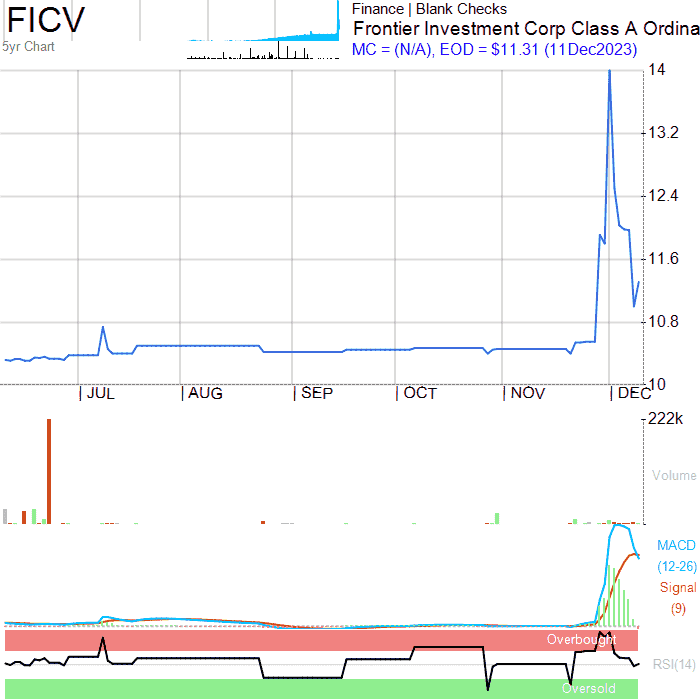 FICV
5yr Chart
Finance | Blank Checks
Frontier Investment Corp Class A Ordina
MC = (N/A), EOD = $11.31 (11Dec2023)
14
13.2
12.4
11.6
10.8
10
JUL AUG SEP OCT NOV DEC
222k
Volume
MACD
(12-26)
Signal
(9)
Overbought
RSI(14)
Oversold